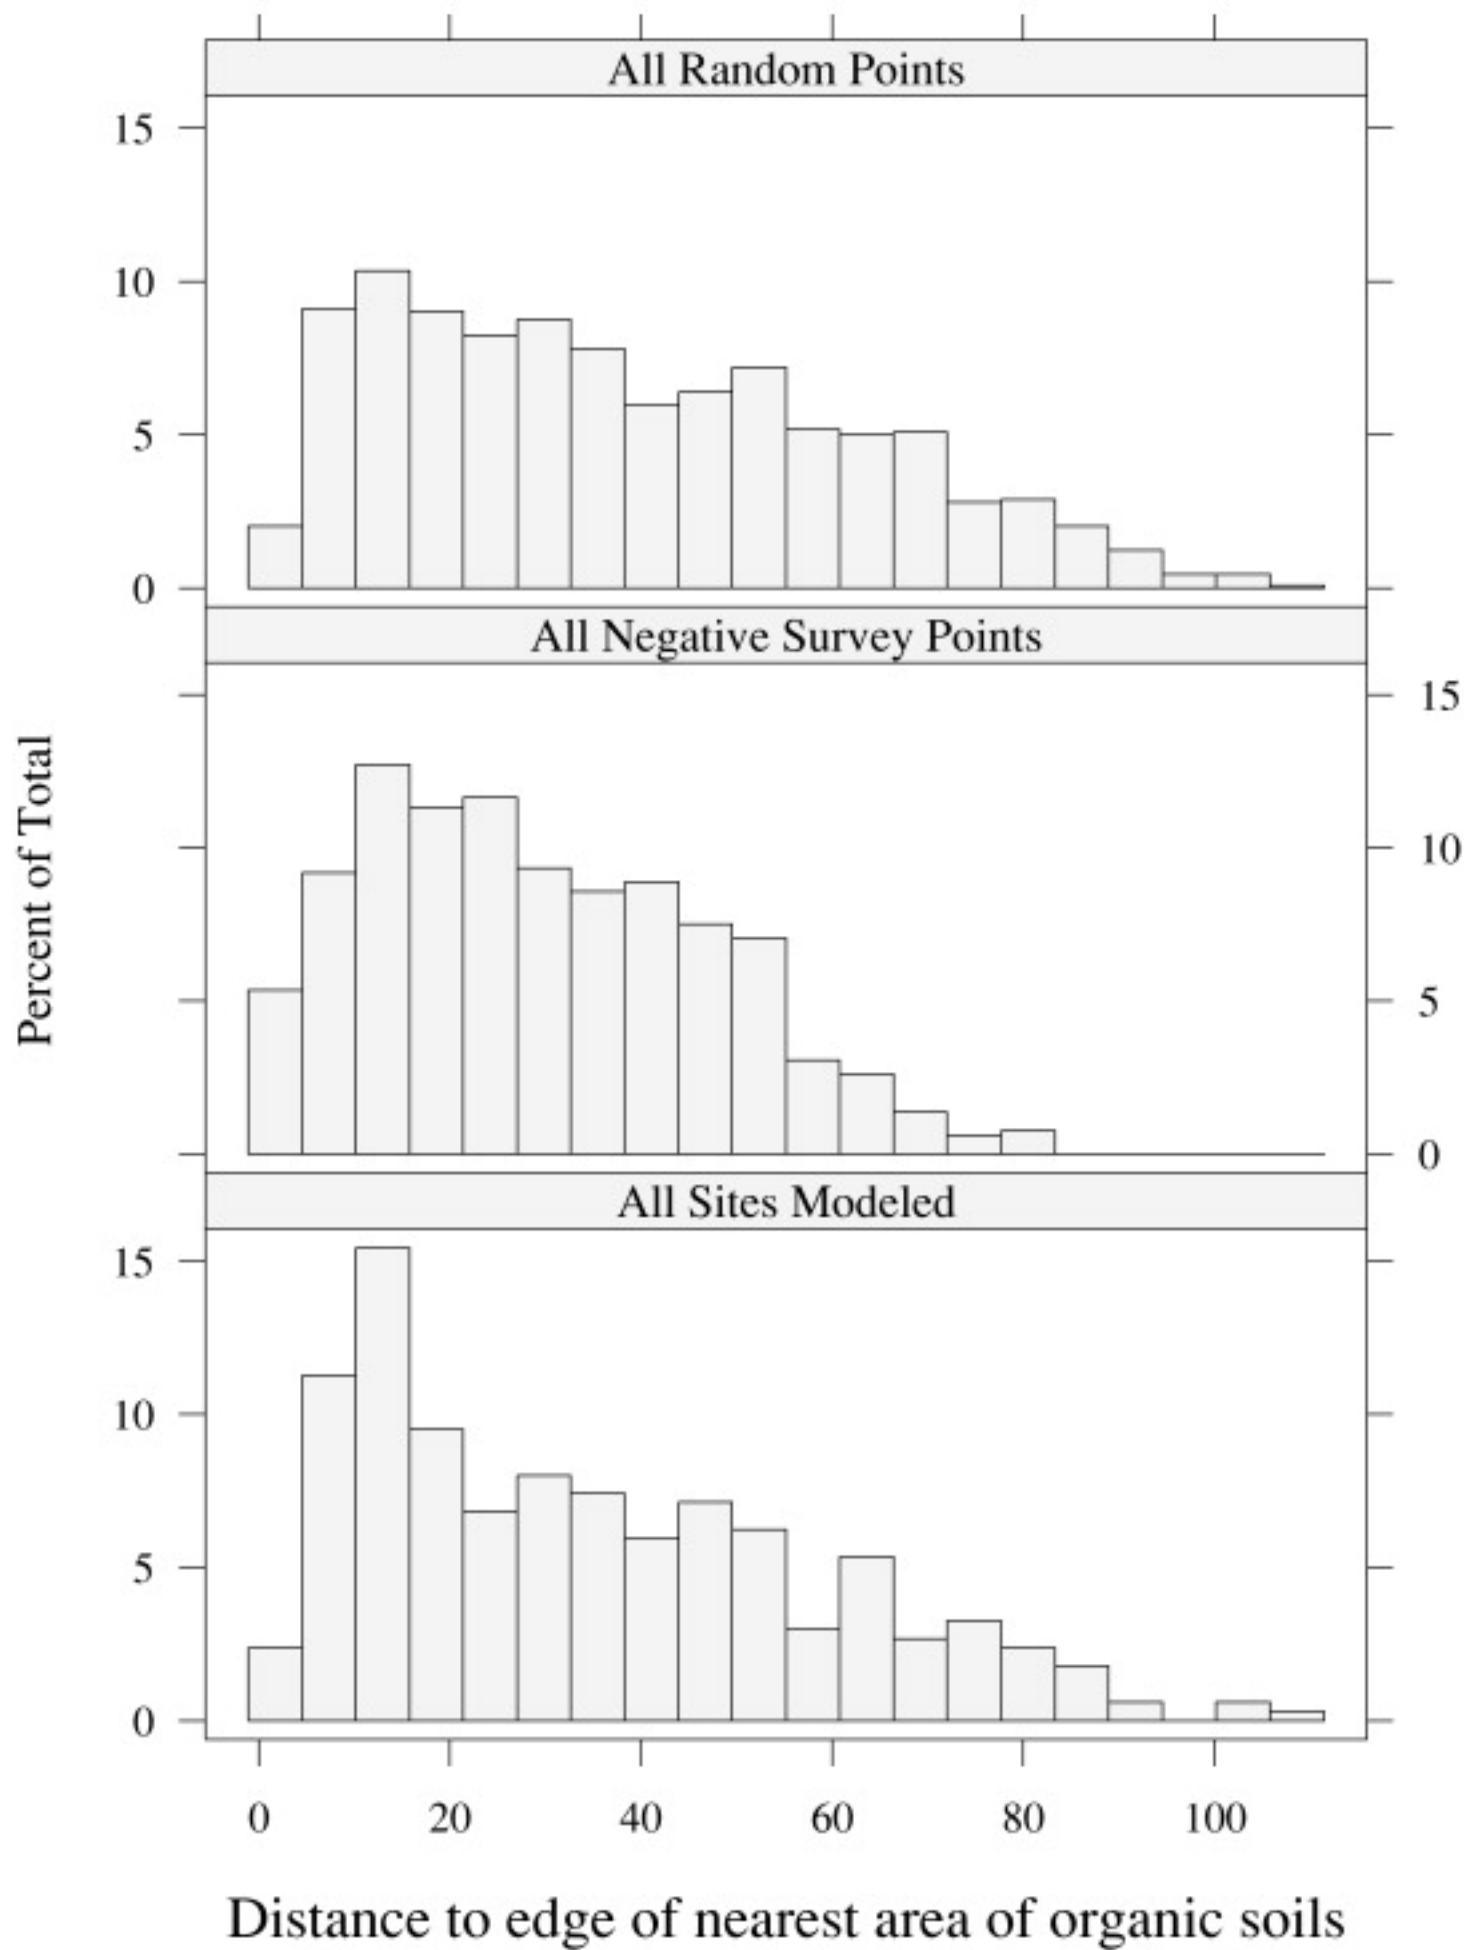 All Random Points
15
10
5
0
All Negative Survey Points
15
10
5
0
Percent of Total
All Sites Modeled
15
10
5
0
0 20 40 60 80 100
Distance to edge of nearest area of organic soils